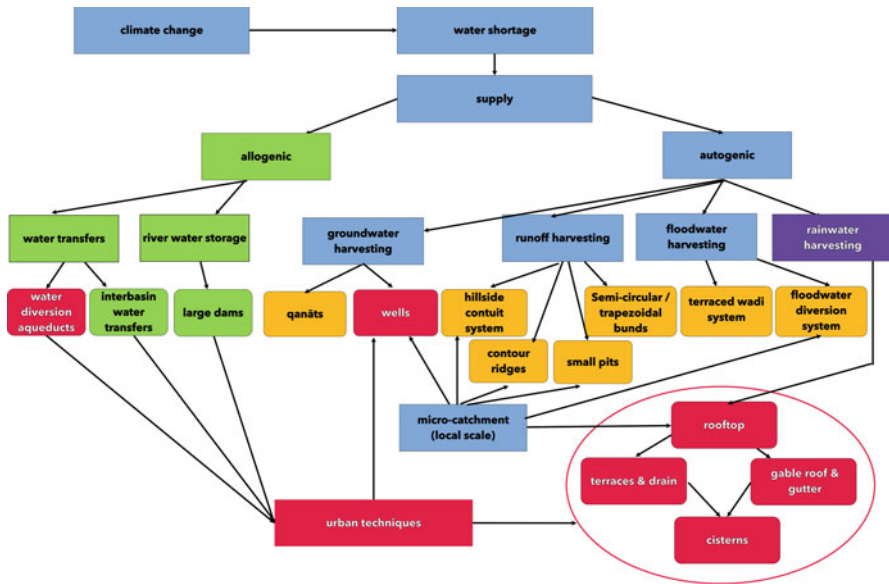 climate change
water shortage
supply
allogenic
autogenic
water transfers
river water storage
groundwater
harvesting
runoff harvesting
floodwater
harvesting
rainwater
harvesting
water
diversion
aqueducts
interbasin
water
transfers
large dams
qanāts
wells
hillside
contuit
system
Semi-circular /
trapezoidal
bunds
terraced wadi
system
floodwater
diversion
system
contour
ridges
small pits
micro-catchment
(local scale)
rooftop
terraces & drain
gable roof &
gutter
urban techniques
cisterns